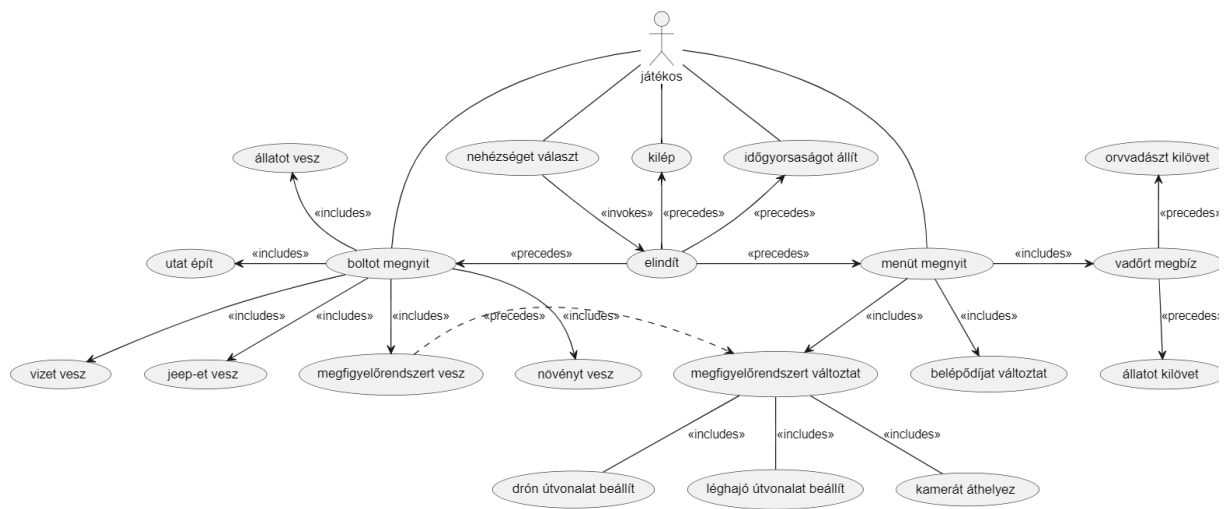 játékos
állatot vesz
nehézséget választ
kilép
időgyorsaságot állít
orvvadászt kilövet
«includes»
«invokes»
«precedes»
«precedes»
«precedes»
utat épít
«includes»
boltot megnyit
«precedes»
elindít
«precedes»
menüt megnyit
«includes»
vadőrt megbíz
«includes»
«includes»
«includes»
«precedes»
«includes»
«includes»
«includes»
«precedes»
vizet vesz
jeep-et vesz
megfigyelőrendszert vesz
növényt vesz
megfigyelőrendszert változtat
belépődíjat változtat
állatot kilövet
«includes»
«includes»
«includes»
drón útvonalat beállít
léghajó útvonalat beállít
kamerát áthelyez